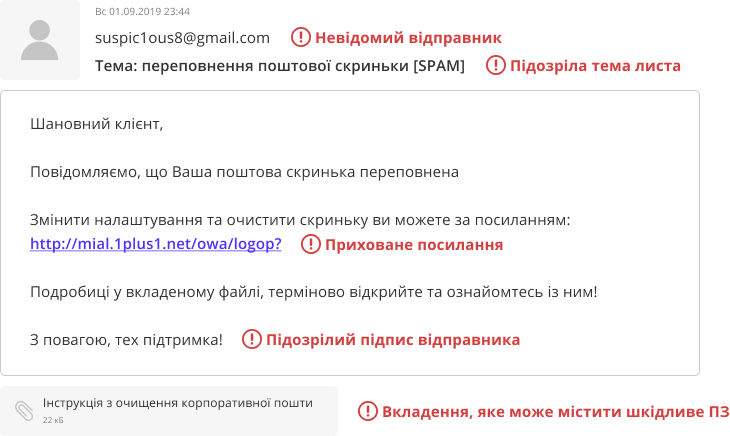 Вс 01.09.2019 23:44
suspic1ous8@gmail.com Невідомий відправник
Тема: переповнення поштової скриньки [SPAM] Підозріла тема листа
Шановний клієнт,
Повідомляємо, що Ваша поштова скринька переповнена
Змінити налаштування та очистити скриньку ви можете за посиланням:
http://mial.1plus1.net/owa/logop? Приховане посилання
Подробиці у вкладеному файлі, терміново відкрийте та ознайомтесь із ним!
З повагою, тех підтримка! Підозрілий підпис відправника
Інструкція з очищення корпоративної пошти
22 кБ
Вкладення, яке може містити шкідливе ПЗ